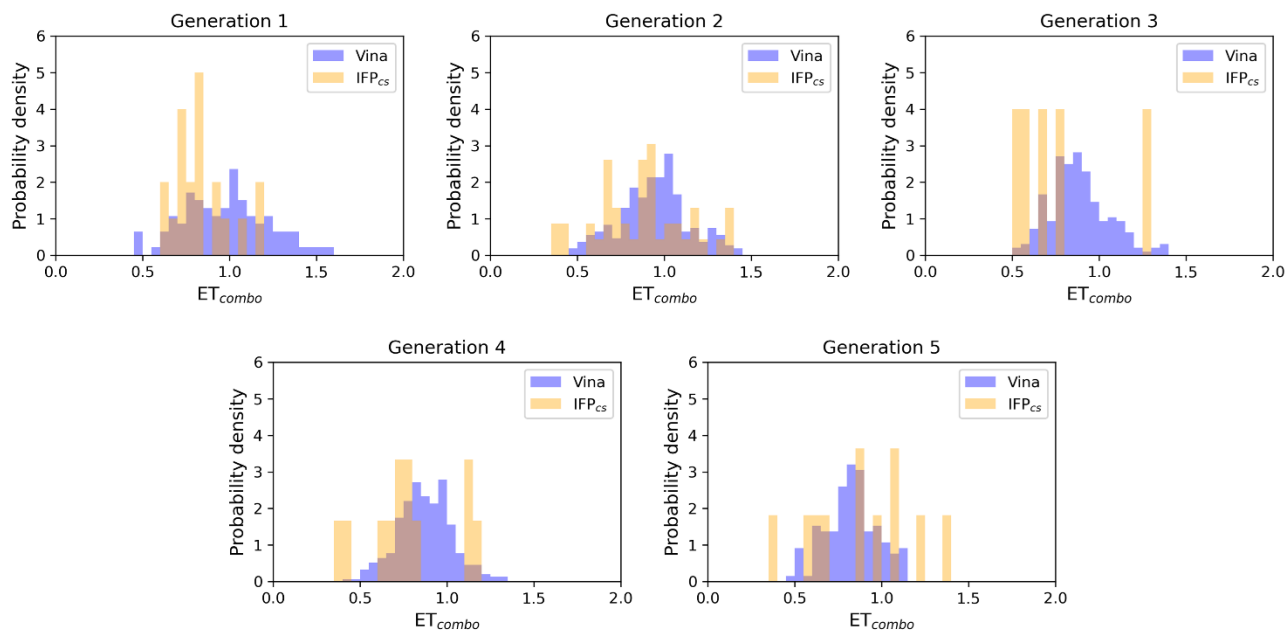 Generation 1
Probability density
6
5
4
3
2
1
0
0.0 0.5 1.0 1.5 2.0
ET_combo
Vina
IFP_cs
Generation 2
Probability density
6
5
4
3
2
1
0
0.0 0.5 1.0 1.5 2.0
ET_combo
Vina
IFP_cs
Generation 3
Probability density
6
5
4
3
2
1
0
0.0 0.5 1.0 1.5 2.0
ET_combo
Vina
IFP_cs
Generation 4
Probability density
6
5
4
3
2
1
0
0.0 0.5 1.0 1.5 2.0
ET_combo
Vina
IFP_cs
Generation 5
Probability density
6
5
4
3
2
1
0
0.0 0.5 1.0 1.5 2.0
ET_combo
Vina
IFP_cs